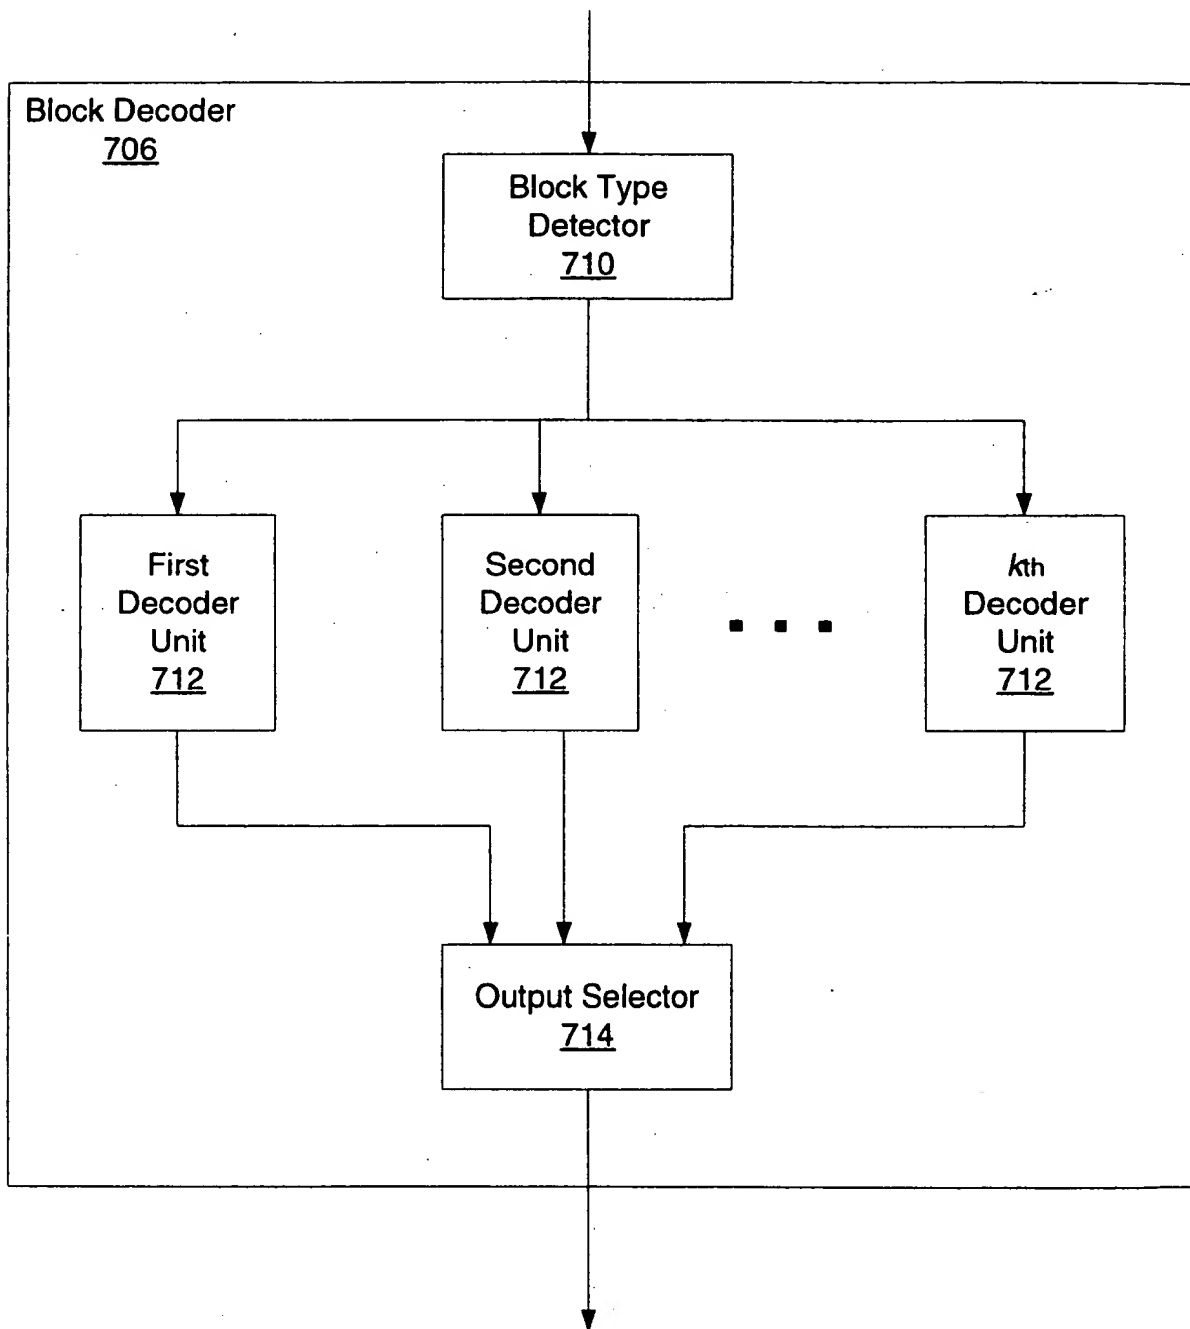 Block Decoder
706
Block Type
Detector
710
First
Decoder
Unit
712
Second
Decoder
Unit
712
kth
Decoder
Unit
712
Output Selector
714